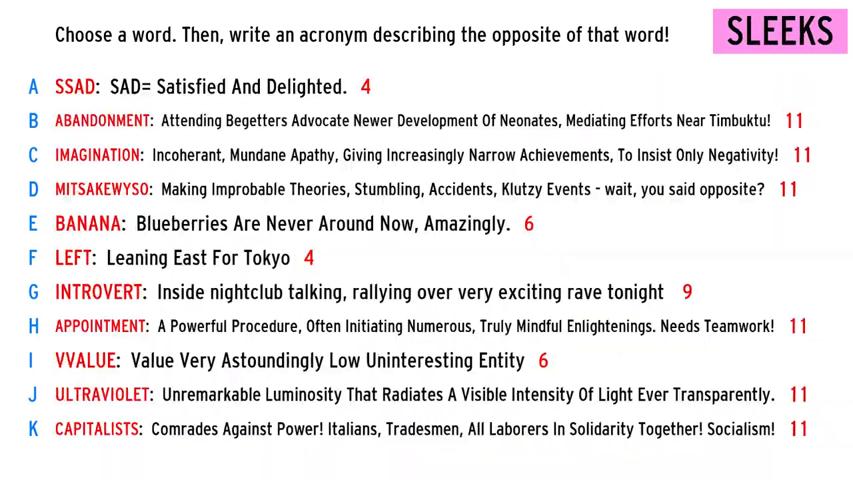 Choose a word. Then, write an acronym describing the opposite of that word!
SLEEKS
A SSAD: SAD= Satisfied And Delighted. 4
B ABANDONMENT: Attending Begetters Advocate Newer Development Of Neonates, Mediating Efforts Near Timbuktu! 11
C IMAGINATION: Incoherant, Mundane Apathy, Giving Increasingly Narrow Achievements, To Insist Only Negativity! 11
D MITSAKEWYSO: Making Improbable Theories, Stumbling, Accidents, Klutzy Events - wait, you said opposite? 11
E BANANA: Blueberries Are Never Around Now, Amazingly. 6
F LEFT: Leaning East For Tokyo 4
G INTROVERT: Inside nightclub talking, rallying over very exciting rave tonight 9
H APPOINTMENT: A Powerful Procedure, Often Initiating Numerous, Truly Mindful Enlightenings. Needs Teamwork! 11
I VVALUE: Value Very Astoundingly Low Uninteresting Entity 6
J ULTRAVIOLET: Unremarkable Luminosity That Radiates A Visible Intensity Of Light Ever Transparently. 11
K CAPITALISTS: Comrades Against Power! Italians, Tradesmen, All Laborers In Solidarity Together! Socialism! 11